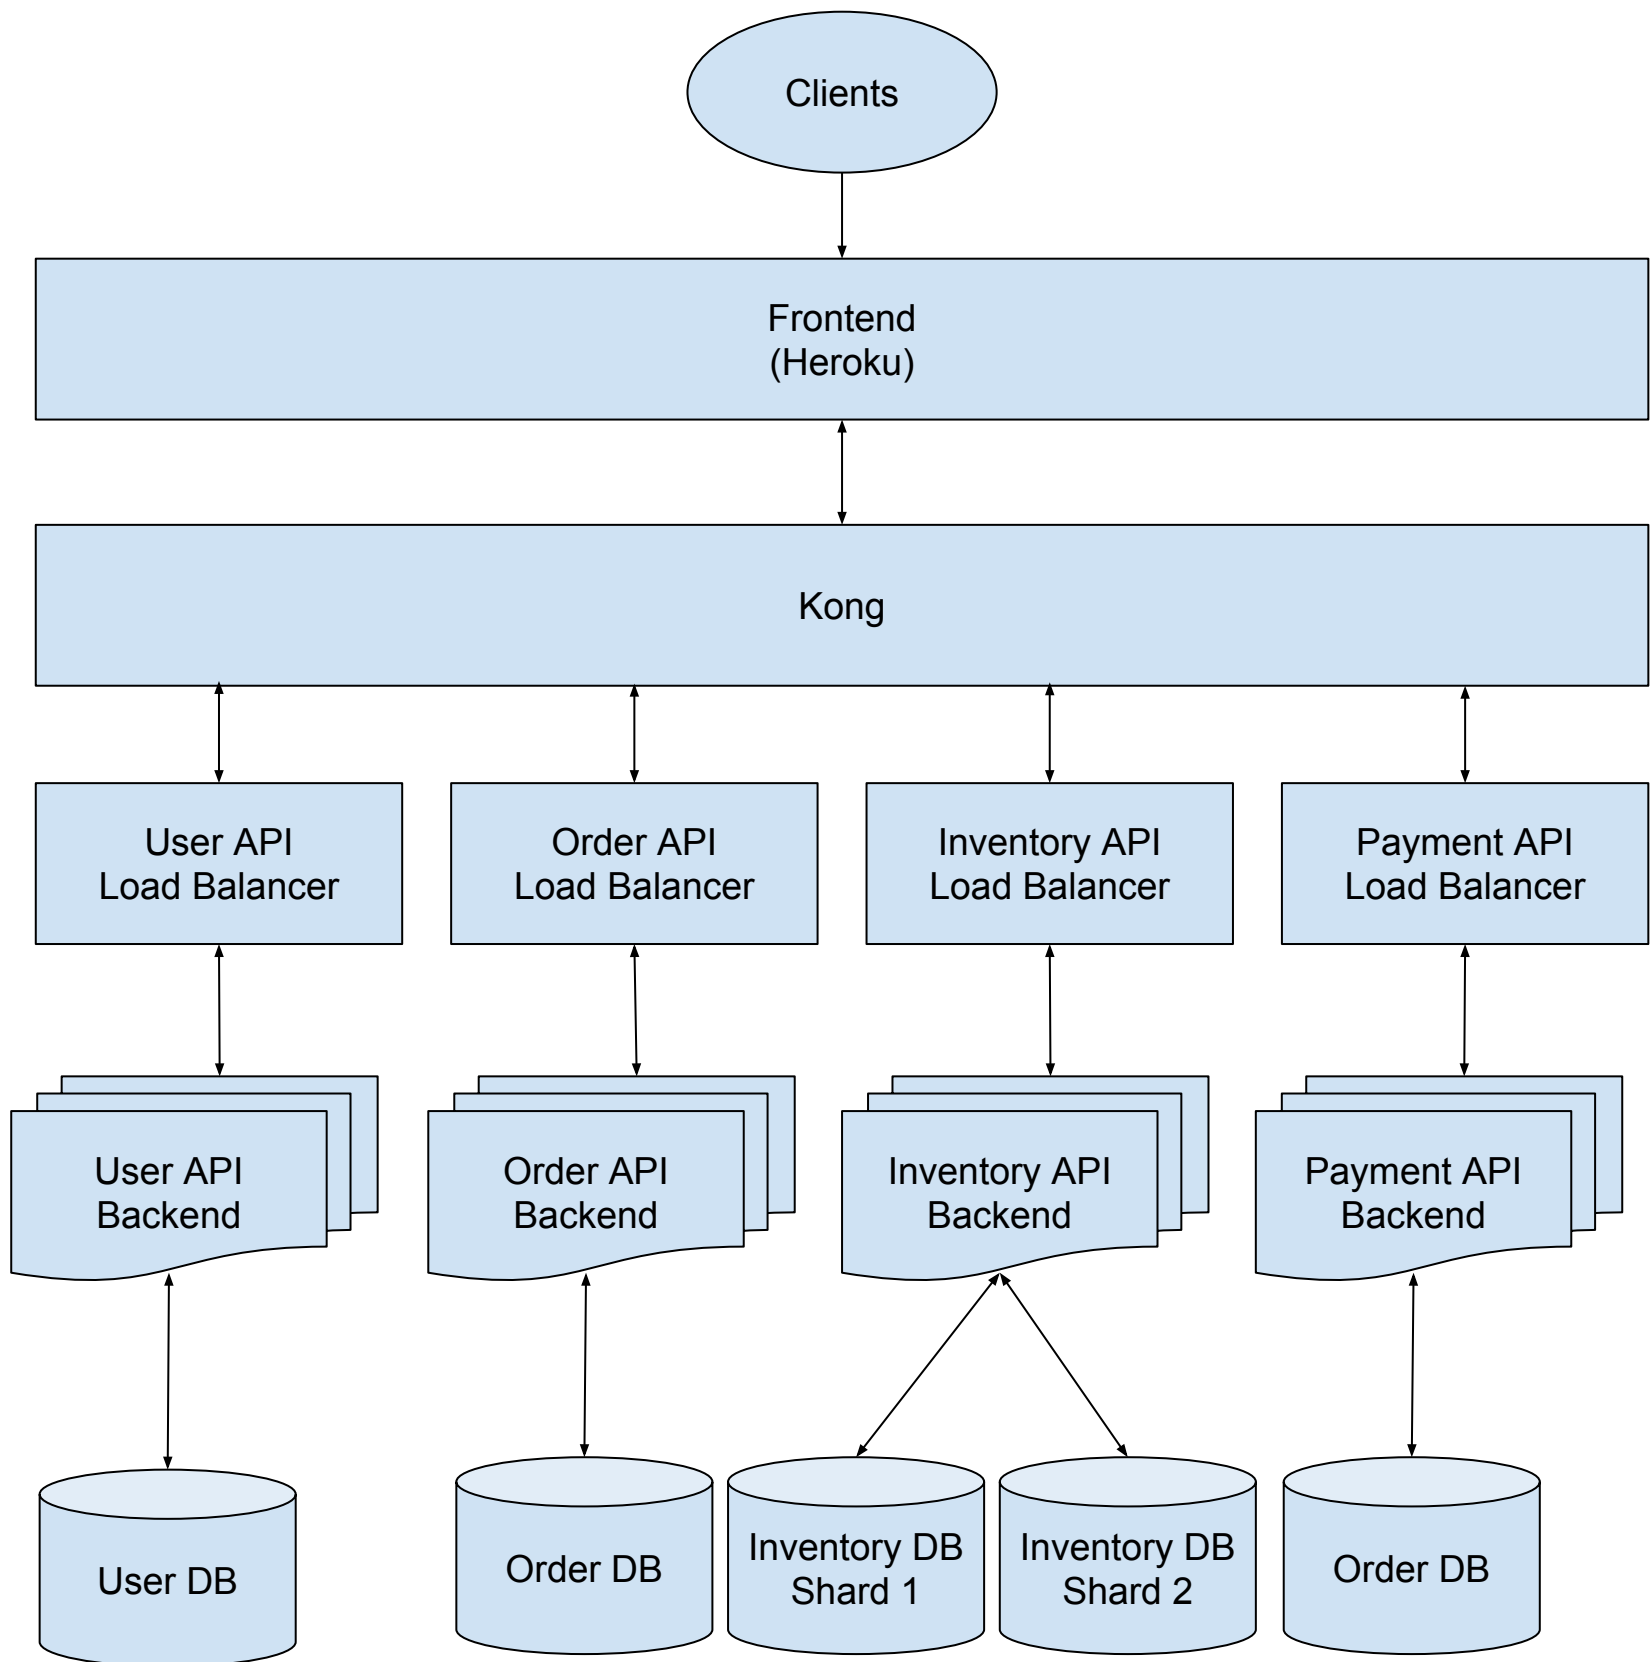 Clients
Frontend
(Heroku)
Kong
User API
Load Balancer
Order API
Load Balancer
Inventory API
Load Balancer
Payment API
Load Balancer
User API
Backend
Order API
Backend
Inventory API
Backend
Payment API
Backend
User DB
Order DB
Inventory DB
Shard 1
Inventory DB
Shard 2
Order DB